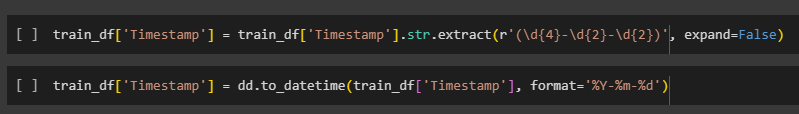 [ ] train_df['Timestamp'] = train_df['Timestamp'].str.extract(r'(\d{4}-\d{2}-\d{2})', expand=False)
[ ] train_df['Timestamp'] = dd.to_datetime(train_df['Timestamp'], format='%Y-%m-%d')